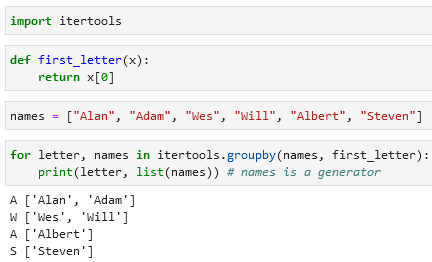 import itertools
def first_letter(x):
    return x[0]
names = ["Alan", "Adam", "Wes", "Will", "Albert", "Steven"]
for letter, names in itertools.groupby(names, first_letter):
    print(letter, list(names)) # names is a generator
A ['Alan', 'Adam']
W ['Wes', 'Will']
A ['Albert']
S ['Steven']